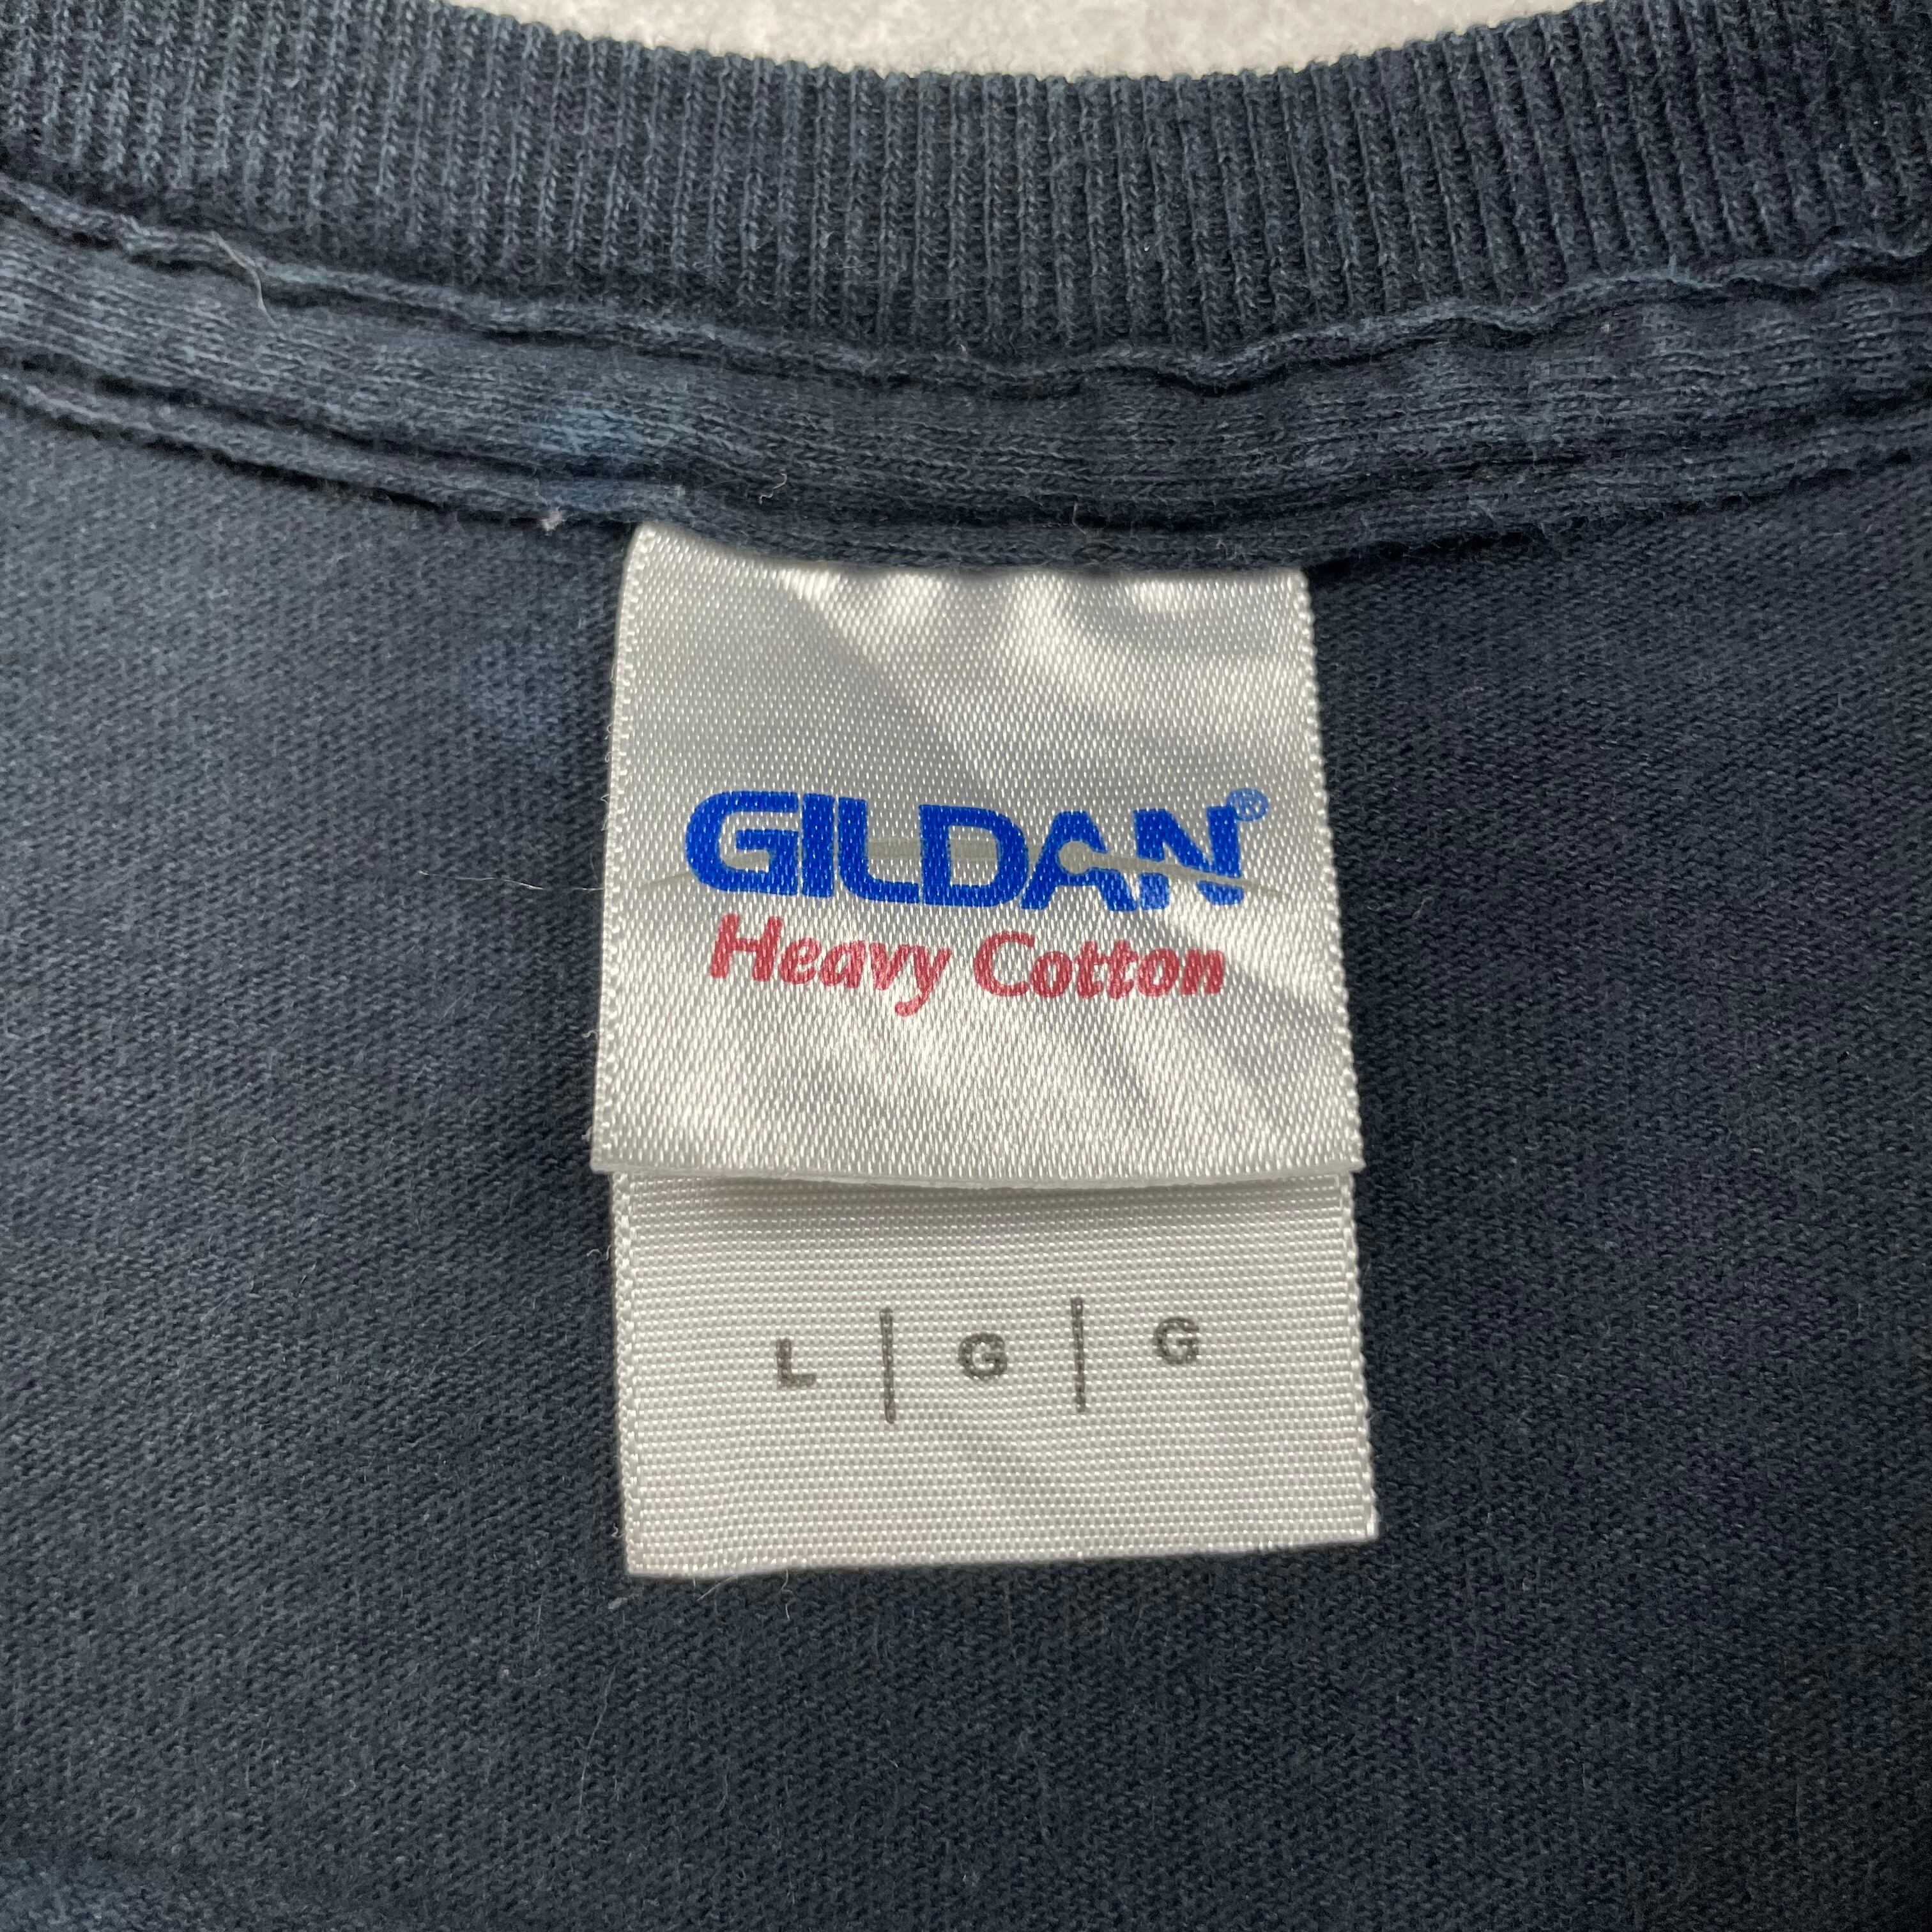 GILDAN®
Heavy Cotton
L | G | G